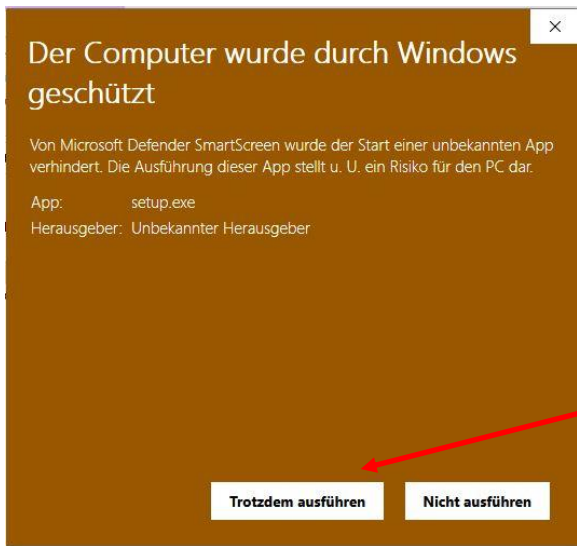 Der Computer wurde durch Windows
geschützt
Von Microsoft Defender SmartScreen wurde der Start einer unbekannten App
verhindert. Die Ausführung dieser App stellt u. U. ein Risiko für den PC dar.
App: setup.exe
Herausgeber: Unbekannter Herausgeber
Trotzdem ausführen Nicht ausführen